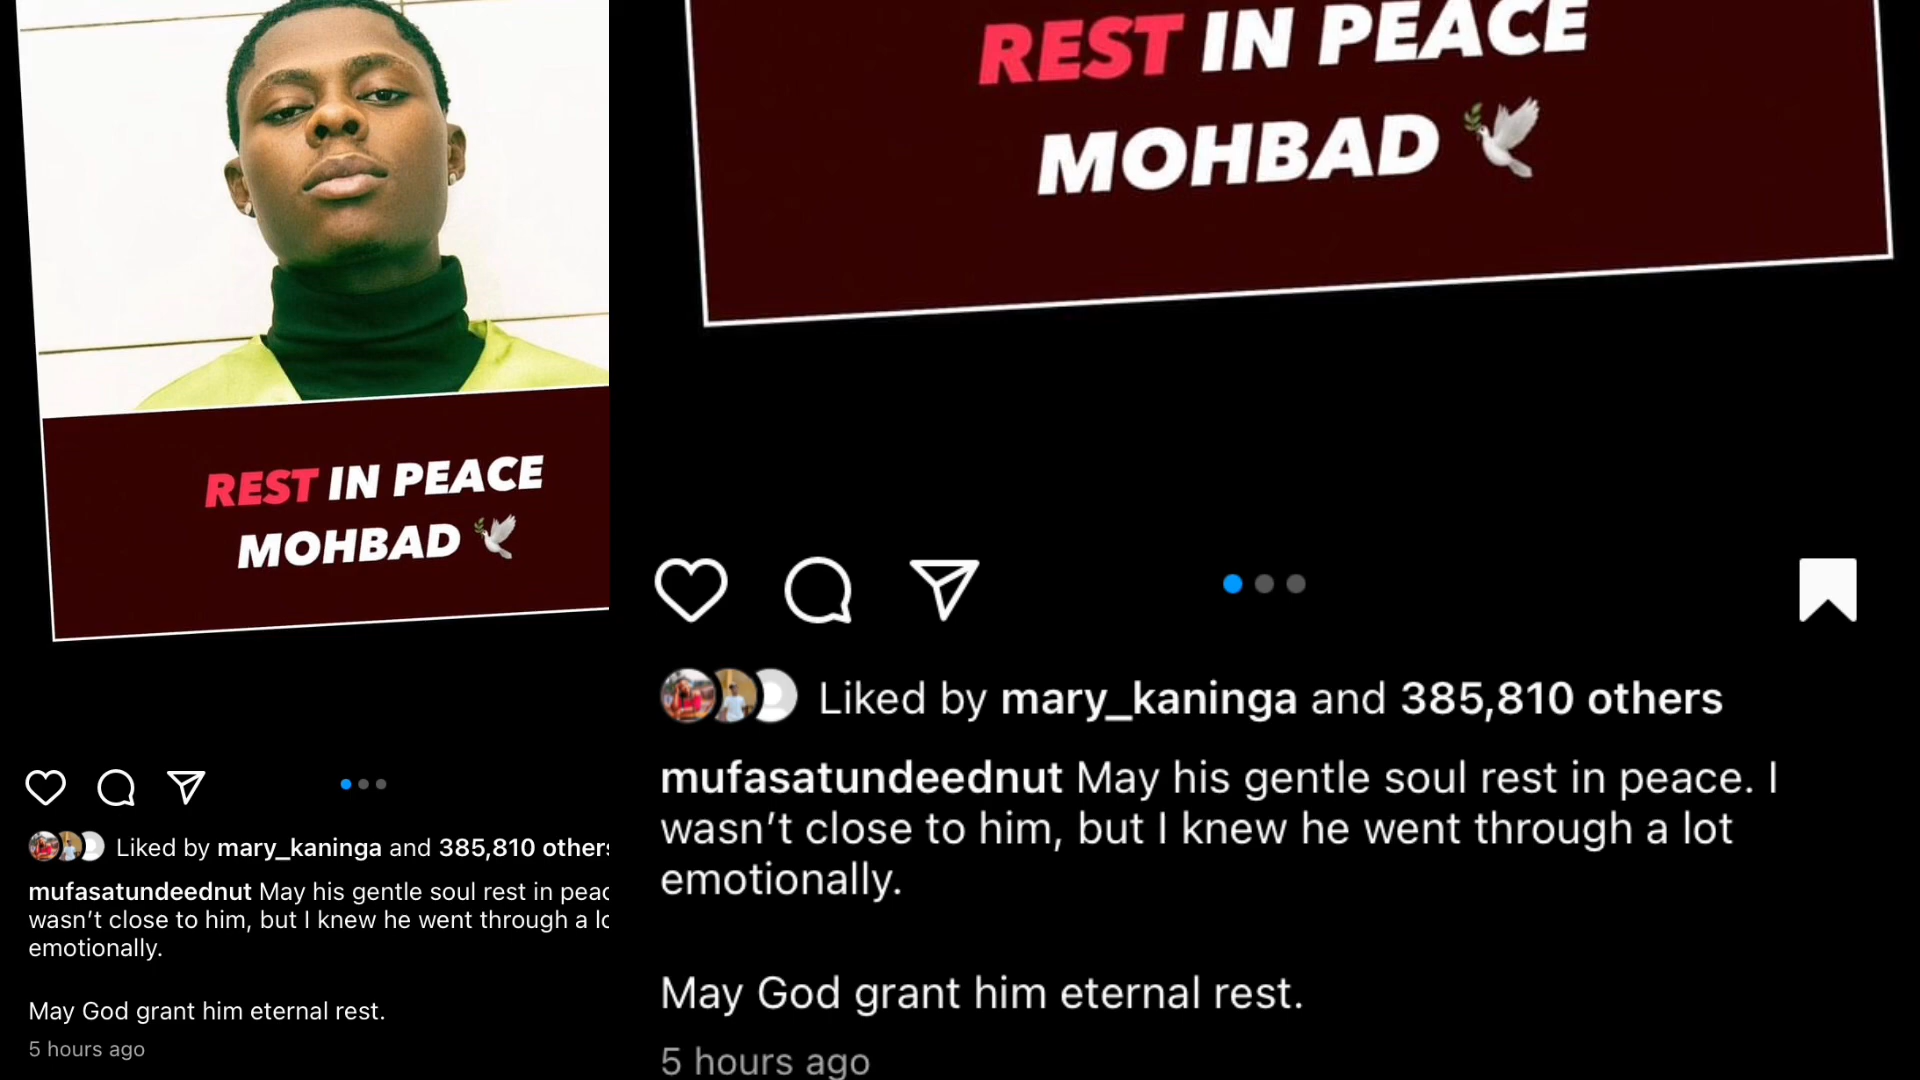 REST IN PEACE
MOHBAD
Liked by mary_kaninga and 385,810 others
mufasatundeednut May his gentle soul rest in peac
wasn't close to him, but I knew he went through a lo
emotionally.
May God grant him eternal rest.
5 hours ago
REST IN PEACE
MOHBAD
Liked by mary_kaninga and 385,810 others
mufasatundeednut May his gentle soul rest in peace. I
wasn't close to him, but I knew he went through a lot
emotionally.
May God grant him eternal rest.
5 hours ago